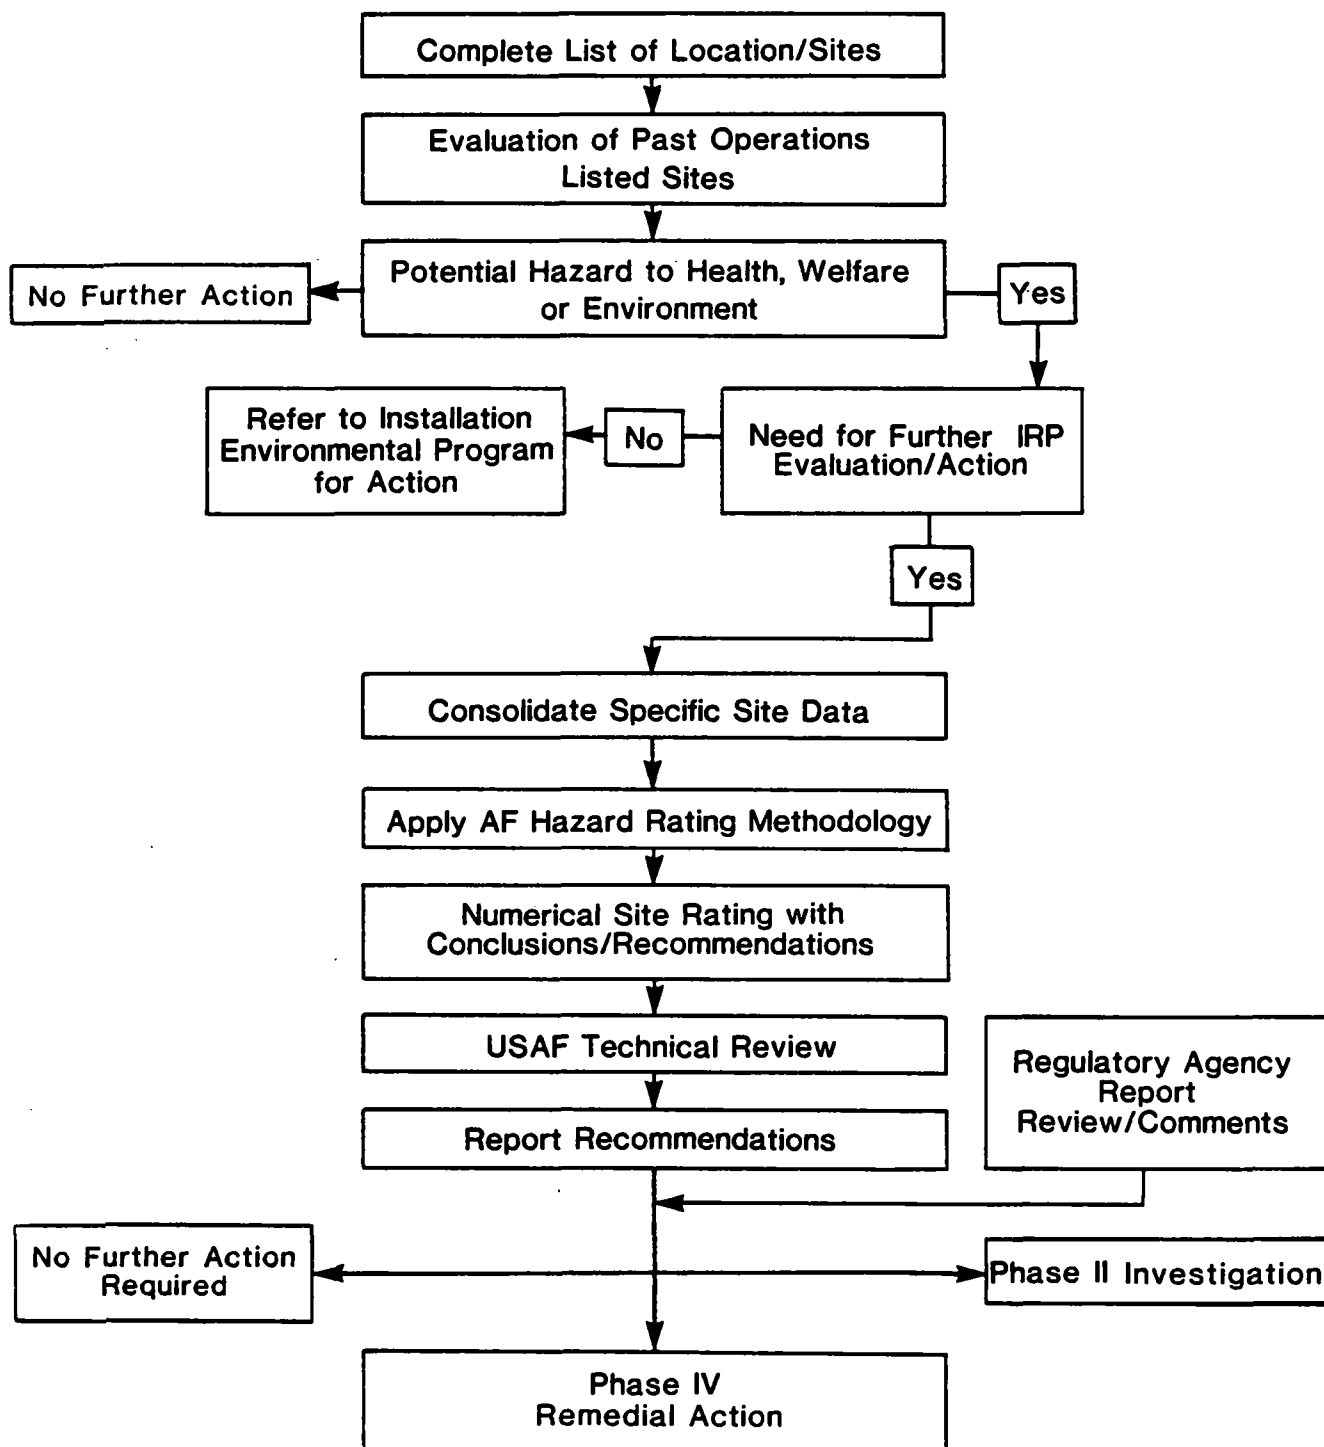 Complete List of Location/Sites
Evaluation of Past Operations
Listed Sites
Potential Hazard to Health, Welfare
or Environment
No Further Action
Yes
Refer to Installation
Environmental Program
for Action
No
Need for Further IRP
Evaluation/Action
Yes
Consolidate Specific Site Data
Apply AF Hazard Rating Methodology
Numerical Site Rating with
Conclusions/Recommendations
USAF Technical Review
Regulatory Agency
Report
Review/Comments
Report Recommendations
No Further Action
Required
Phase II Investigation
Phase IV
Remedial Action